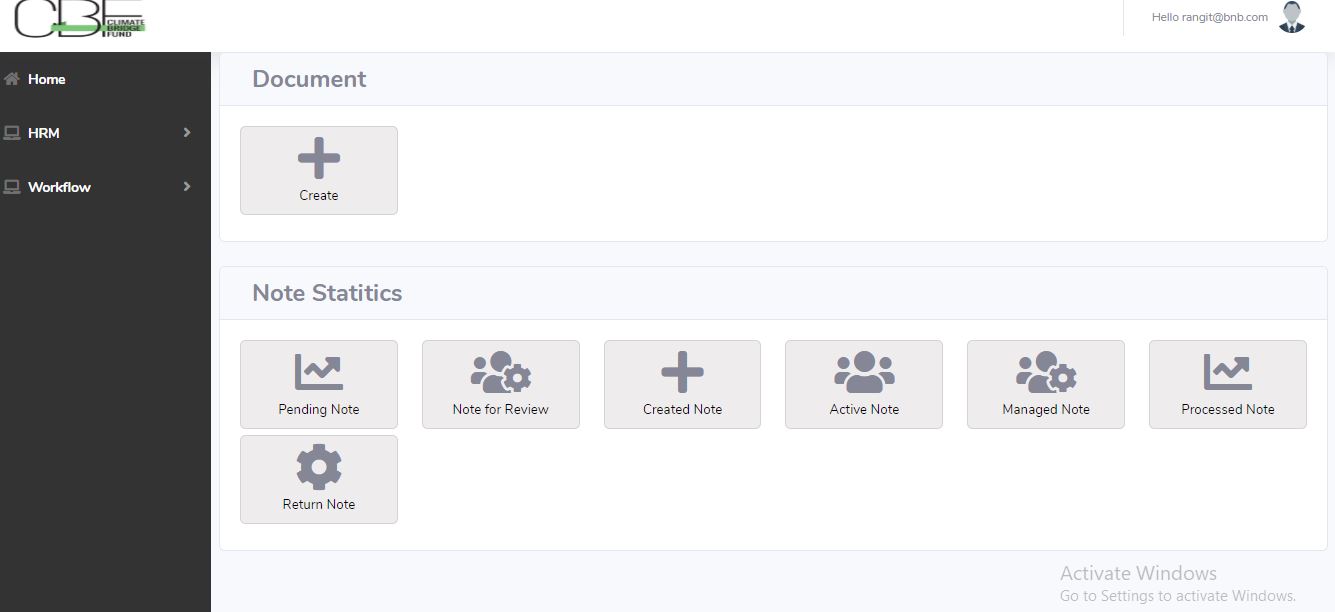 CBF
CLIMATE
BRIDGE
FUND
Hello rangit@bnb.com
Home
HRM
Workflow
Document
Create
Note Statitics
Pending Note
Note for Review
Created Note
Active Note
Managed Note
Processed Note
Return Note
Activate Windows
Go to Settings to activate Windows.